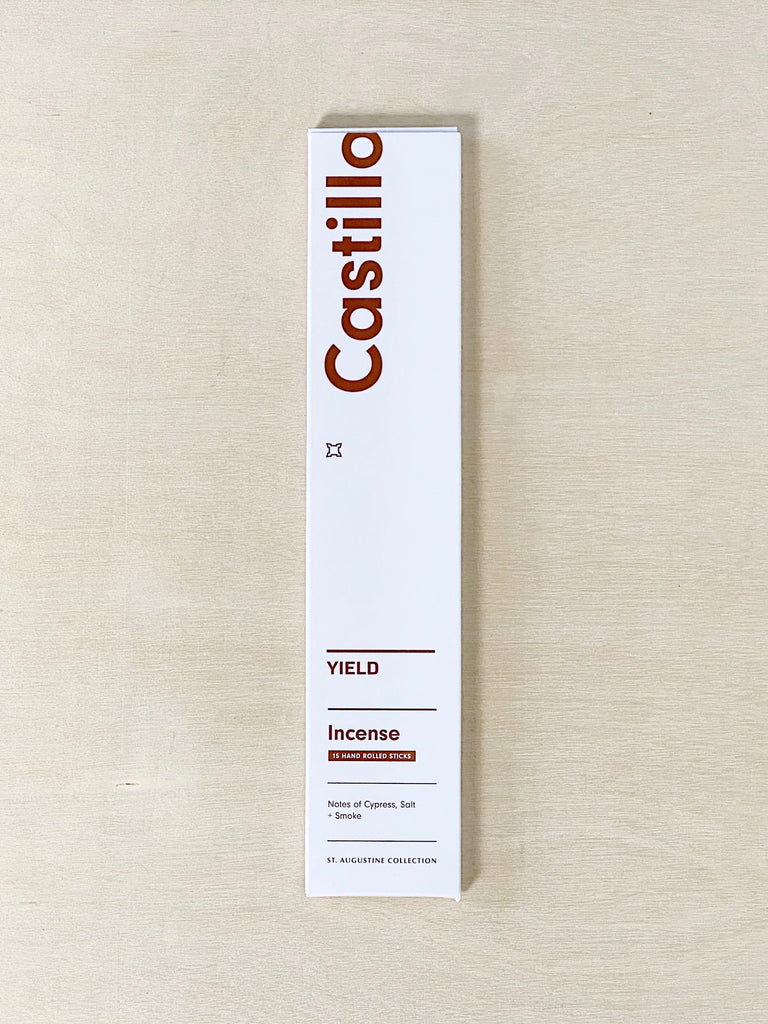 Castillo
YIELD
Incense
15 HAND ROLLED STICKS
Notes of Cypress, Salt
+ Smoke
ST. AUGUSTINE COLLECTION